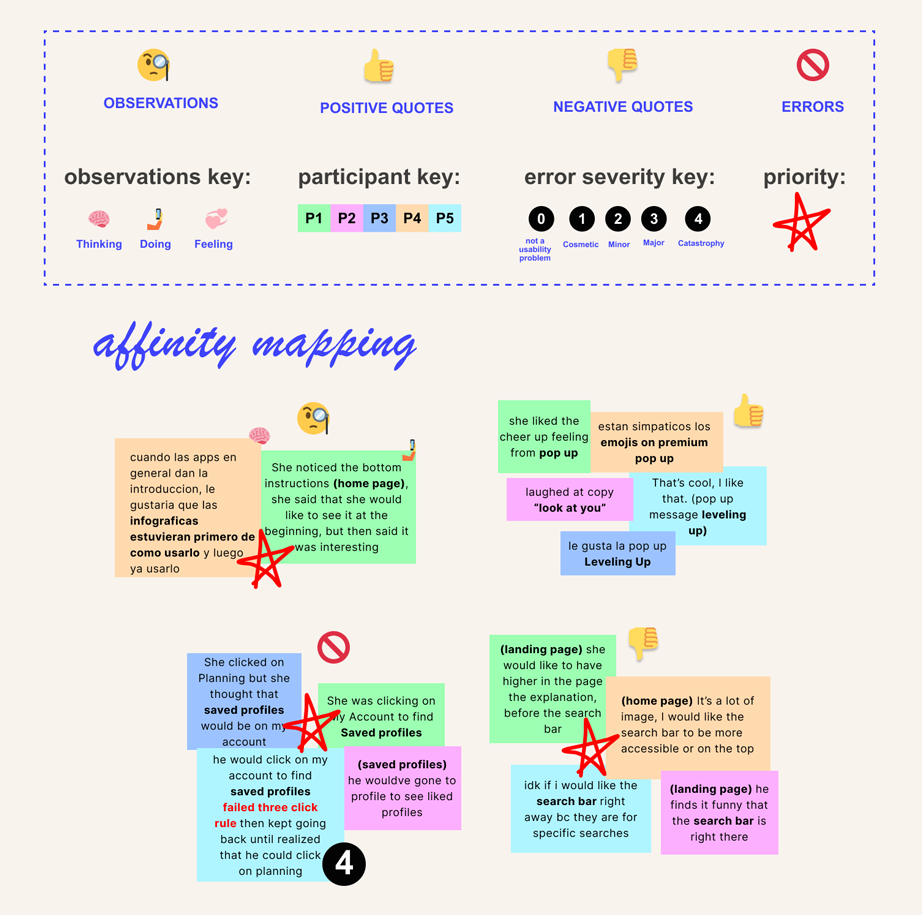 OBSERVATIONS
POSITIVE QUOTES
NEGATIVE QUOTES
ERRORS
observations key:
participant key:
error severity key:
priority:
P1 P2 P3 P4 P5
0 1 2 3 4
Thinking Doing Feeling
not a
usability
problem
Cosmetic Minor Major Catastrophy
affinity mapping
cuando las apps en
general dan la
introduccion, le
gustaria que las
infograficas
estuvieran primero de
como usarlo y luego
ya usarlo
She noticed the bottom
instructions (home page),
she said that she would
like to see it at the
beginning, but then said it
was interesting
she liked the
cheer up feeling
from pop up
estan simpaticos los
emojis on premium
pop up
laughed at copy
“look at you”
That's cool, I like
that. (pop up
message leveling
up)
le gusta la pop up
Leveling Up
She clicked on
Planning but she
thought that
saved profiles
would be on my
account
She was clicking on
my Account to find
Saved profiles
he would click on my
account to find
saved profiles
failed three click
rule then kept going
back until realized
that he could click
on planning
4
(saved profiles)
he wouldve gone to
profile to see liked
profiles
(landing page) she
would like to have
higher in the page
the explanation,
before the search
bar
(home page) It's a lot of
image, I would like the
search bar to be more
accessible or on the top
idk if i would like the
search bar right
away bc they are for
specific searches
(landing page) he
finds it funny that
the search bar is
right there